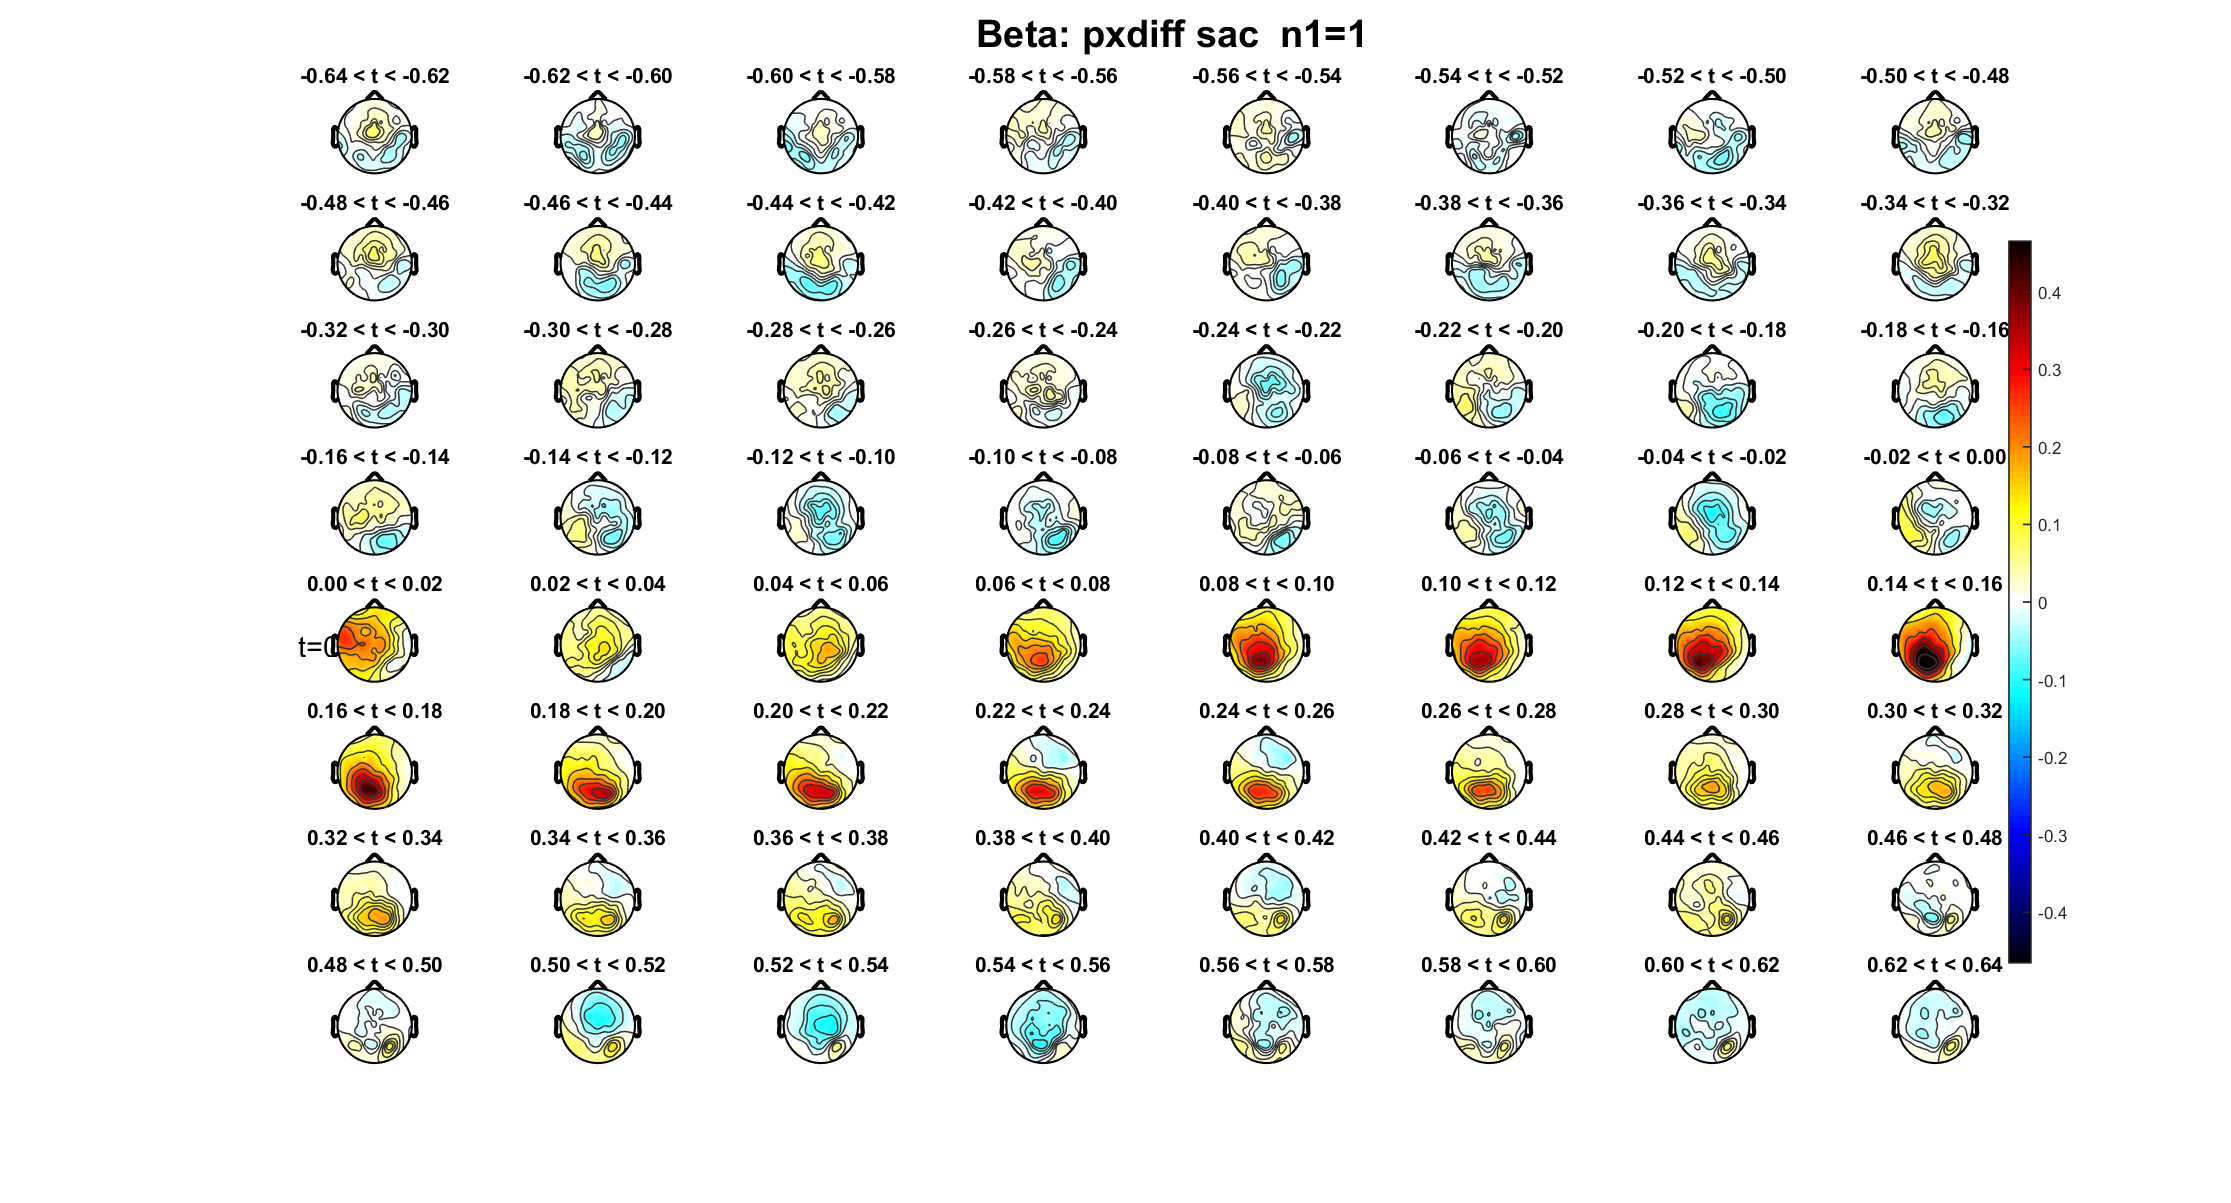 Beta: pxdiff sac  n1=1
-0.64 < t < -0.62 -0.62 < t < -0.60 -0.60 < t < -0.58 -0.58 < t < -0.56 -0.56 < t < -0.54 -0.54 < t < -0.52 -0.52 < t < -0.50 -0.50 < t < -0.48
-0.48 < t < -0.46 -0.46 < t < -0.44 -0.44 < t < -0.42 -0.42 < t < -0.40 -0.40 < t < -0.38 -0.38 < t < -0.36 -0.36 < t < -0.34 -0.34 < t < -0.32
0.4
-0.32 < t < -0.30 -0.30 < t < -0.28 -0.28 < t < -0.26 -0.26 < t < -0.24 -0.24 < t < -0.22 -0.22 < t < -0.20 -0.20 < t < -0.18 -0.18 < t < -0.16
0.3
0.2
-0.16 < t < -0.14 -0.14 < t < -0.12 -0.12 < t < -0.10 -0.10 < t < -0.08 -0.08 < t < -0.06 -0.06 < t < -0.04 -0.04 < t < -0.02 -0.02 < t < 0.00
0.1
0.00 < t < 0.02 0.02 < t < 0.04 0.04 < t < 0.06 0.06 < t < 0.08 0.08 < t < 0.10 0.10 < t < 0.12 0.12 < t < 0.14 0.14 < t < 0.16
0
t=0
-0.1
0.16 < t < 0.18 0.18 < t < 0.20 0.20 < t < 0.22 0.22 < t < 0.24 0.24 < t < 0.26 0.26 < t < 0.28 0.28 < t < 0.30 0.30 < t < 0.32
-0.2
0.32 < t < 0.34 0.34 < t < 0.36 0.36 < t < 0.38 0.38 < t < 0.40 0.40 < t < 0.42 0.42 < t < 0.44 0.44 < t < 0.46 0.46 < t < 0.48
-0.3
-0.4
0.48 < t < 0.50 0.50 < t < 0.52 0.52 < t < 0.54 0.54 < t < 0.56 0.56 < t < 0.58 0.58 < t < 0.60 0.60 < t < 0.62 0.62 < t < 0.64